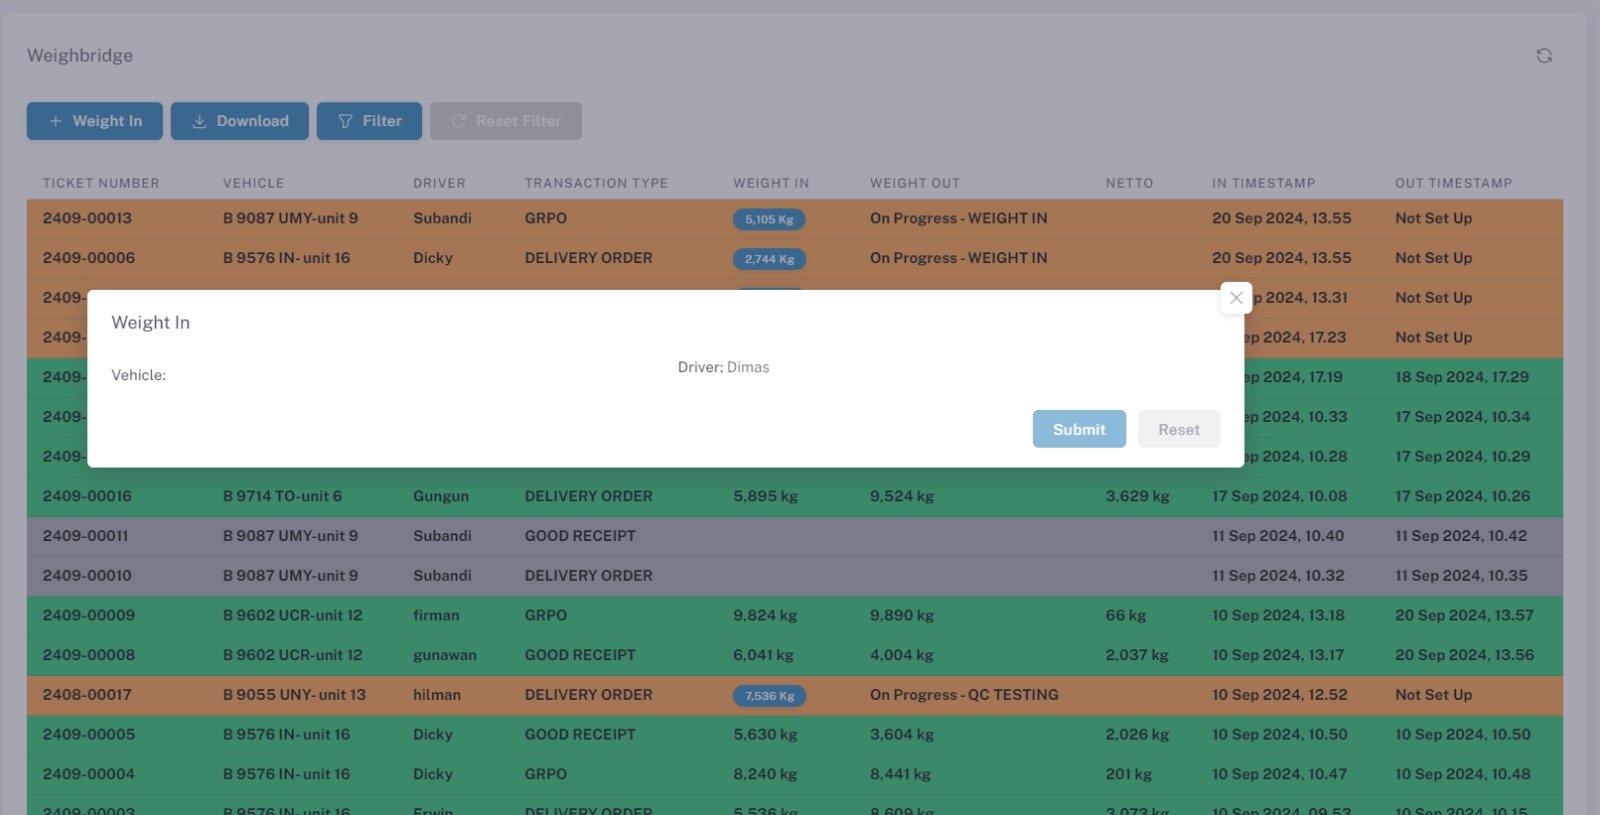 Weighbridge
Weight In Download Filter Reset Filter
TICKET NUMBER VEHICLE DRIVER TRANSACTION TYPE WEIGHT IN WEIGHT OUT NETTO IN TIMESTAMP OUT TIMESTAMP
2409-00013 B 9087 UMY-unit 9 Subandi GRPO 5,105 Kg On Progress - WEIGHT IN 20 Sep 2024, 13.55 Not Set Up
2409-00006 B 9576 IN- unit 16 Dicky DELIVERY ORDER 2,744 Kg On Progress - WEIGHT IN 20 Sep 2024, 13.55 Not Set Up
2409- p 2024, 13.31 Not Set Up
Weight In
2409- ep 2024, 17.23 Not Set Up
Vehicle: Driver: Dimas
2409- ep 2024, 17.19 18 Sep 2024, 17.29
2409- ep 2024, 10.33 17 Sep 2024, 10.34
Submit Reset
2409- ep 2024, 10.28 17 Sep 2024, 10.29
2409-00016 B 9714 TO-unit 6 Gungun DELIVERY ORDER 5,895 kg 9,524 kg 3,629 kg 17 Sep 2024, 10.08 17 Sep 2024, 10.26
2409-00011 B 9087 UMY-unit 9 Subandi GOOD RECEIPT 11 Sep 2024, 10.40 11 Sep 2024, 10.42
2409-00010 B 9087 UMY-unit 9 Subandi DELIVERY ORDER 11 Sep 2024, 10.32 11 Sep 2024, 10.35
2409-00009 B 9602 UCR-unit 12 firman GRPO 9,824 kg 9,890 kg 66 kg 10 Sep 2024, 13.18 20 Sep 2024, 13.57
2409-00008 B 9602 UCR-unit 12 gunawan GOOD RECEIPT 6,041 kg 4,004 kg 2,037 kg 10 Sep 2024, 13.17 20 Sep 2024, 13.56
2408-00017 B 9055 UNY- unit 13 hilman DELIVERY ORDER 7,536 Kg On Progress - QC TESTING 10 Sep 2024, 12.52 Not Set Up
2409-00005 B 9576 IN- unit 16 Dicky GOOD RECEIPT 5,630 kg 3,604 kg 2,026 kg 10 Sep 2024, 10.50 10 Sep 2024, 10.50
2409-00004 B 9576 IN- unit 16 Dicky GRPO 8,240 kg 8,441 kg 201 kg 10 Sep 2024, 10.47 10 Sep 2024, 10.48
2409-00003 B 9576 IN- unit 16 Erwin DELIVERY ORDER 5,536 kg 8,609 kg 3,073 kg 10 Sep 2024, 09.53 10 Sep 2024, 10.15